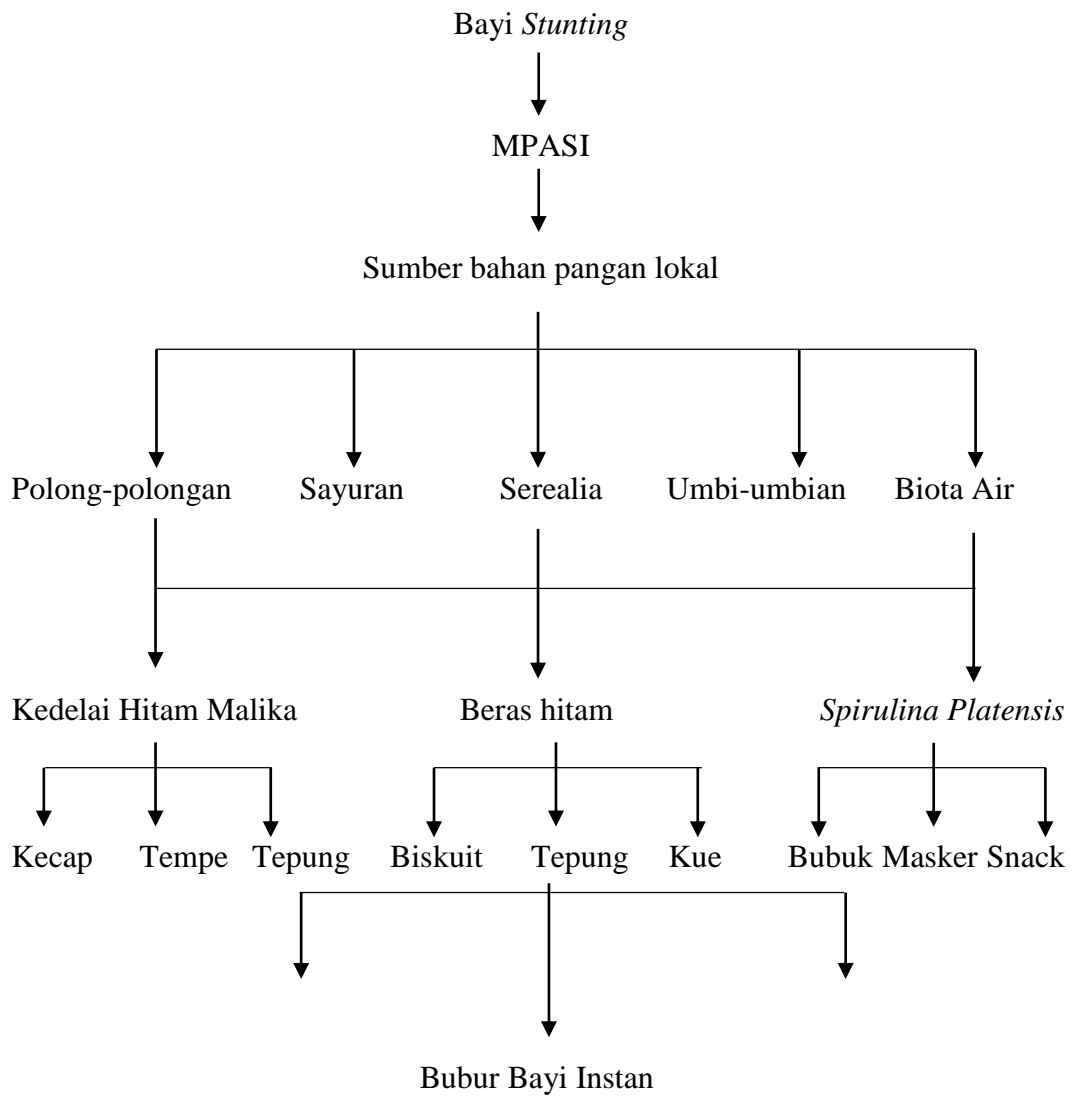 Bayi Stunting
MPASI
Sumber bahan pangan lokal
Polong-polongan Sayuran Serealia Umbi-umbian Biota Air
Kedelai Hitam Malika Beras hitam Spirulina Platensis
Kecap Tempe Tepung Biskuit Tepung Kue Bubuk Masker Snack
Bubur Bayi Instan